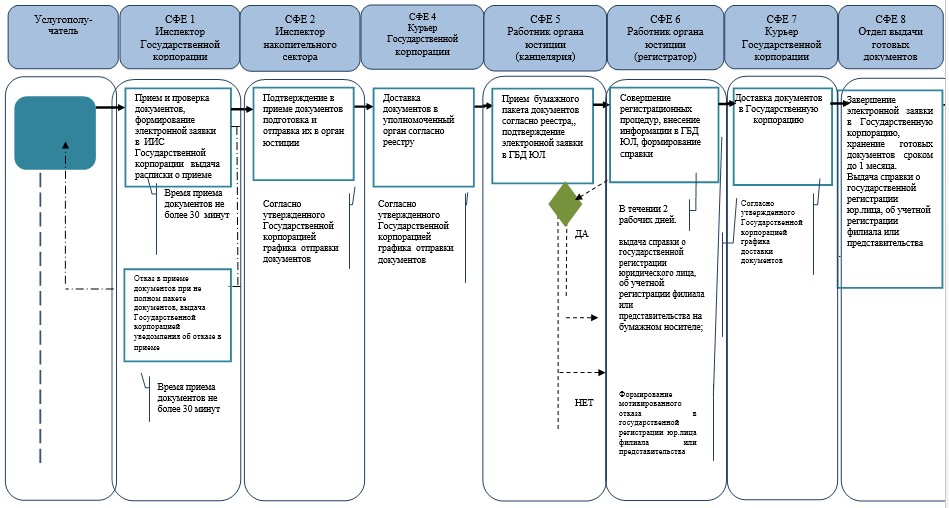 Услугополу-
чатель
СФЕ 1
Инспектор
Государственной
корпорации
СФЕ 2
Инспектор
накопительного
сектора
СФЕ 4
Курьер
Государственной
корпорации
СФЕ 5
Работник органа
юстиции
(канцелярия)
СФЕ 6
Работник органа
юстиции
(регистратор)
СФЕ 7
Курьер
Государственной
корпорации
СФЕ 8
Отдел выдачи
готовых
документов
Прием и проверка
документов,
формирование
электронной заявки
в ИИС
Государственной
корпорации выдача
расписки о приеме
Время приема
документов не
более 30 минут
Отказ в приеме
документов при не
полном пакете
документов, выдача
Государственной
корпорацией
уведомления об отказе в
приеме
Время приема
документов не
более 30 минут
Подтверждение в
приеме документов
подготовка и
отправка их в орган
юстиции
Согласно
утвержденного
Государственной
корпорацией
графика отправки
документов
Доставка
документов в
уполномоченный
орган согласно
реестру
Согласно
утвержденного
Государственной
корпорацией
графика отправки
документов
Прием бумажного
пакета документов
согласно реестра,,
подтверждение
электронной заявки
в ГБД ЮЛ
ДА
НЕТ
Совершение
регистрационных
процедур, внесение
информации в ГБД
ЮЛ, формирование
справки
В течении 2
рабочих дней.
выдача справки о
государственной
регистрации
юридического лица,
об учетной
регистрации филиала
или
представительства на
бумажном носителе;
Формирование
мотивированного
отказа в
государственной
регистрации юр.лица
филиала или
представительства
Доставка документов
в Государственную
корпорацию
Согласно
утвержденного
Государственной
корпорацией
графика
доставки
документов
Завершение
электронной заявки
в Государственную
корпорацию,
хранение готовых
документов сроком
до 1 месяца.
Выдача справки о
государственной
регистрации
юр.лица, об учетной
регистрации
филиала или
представительства